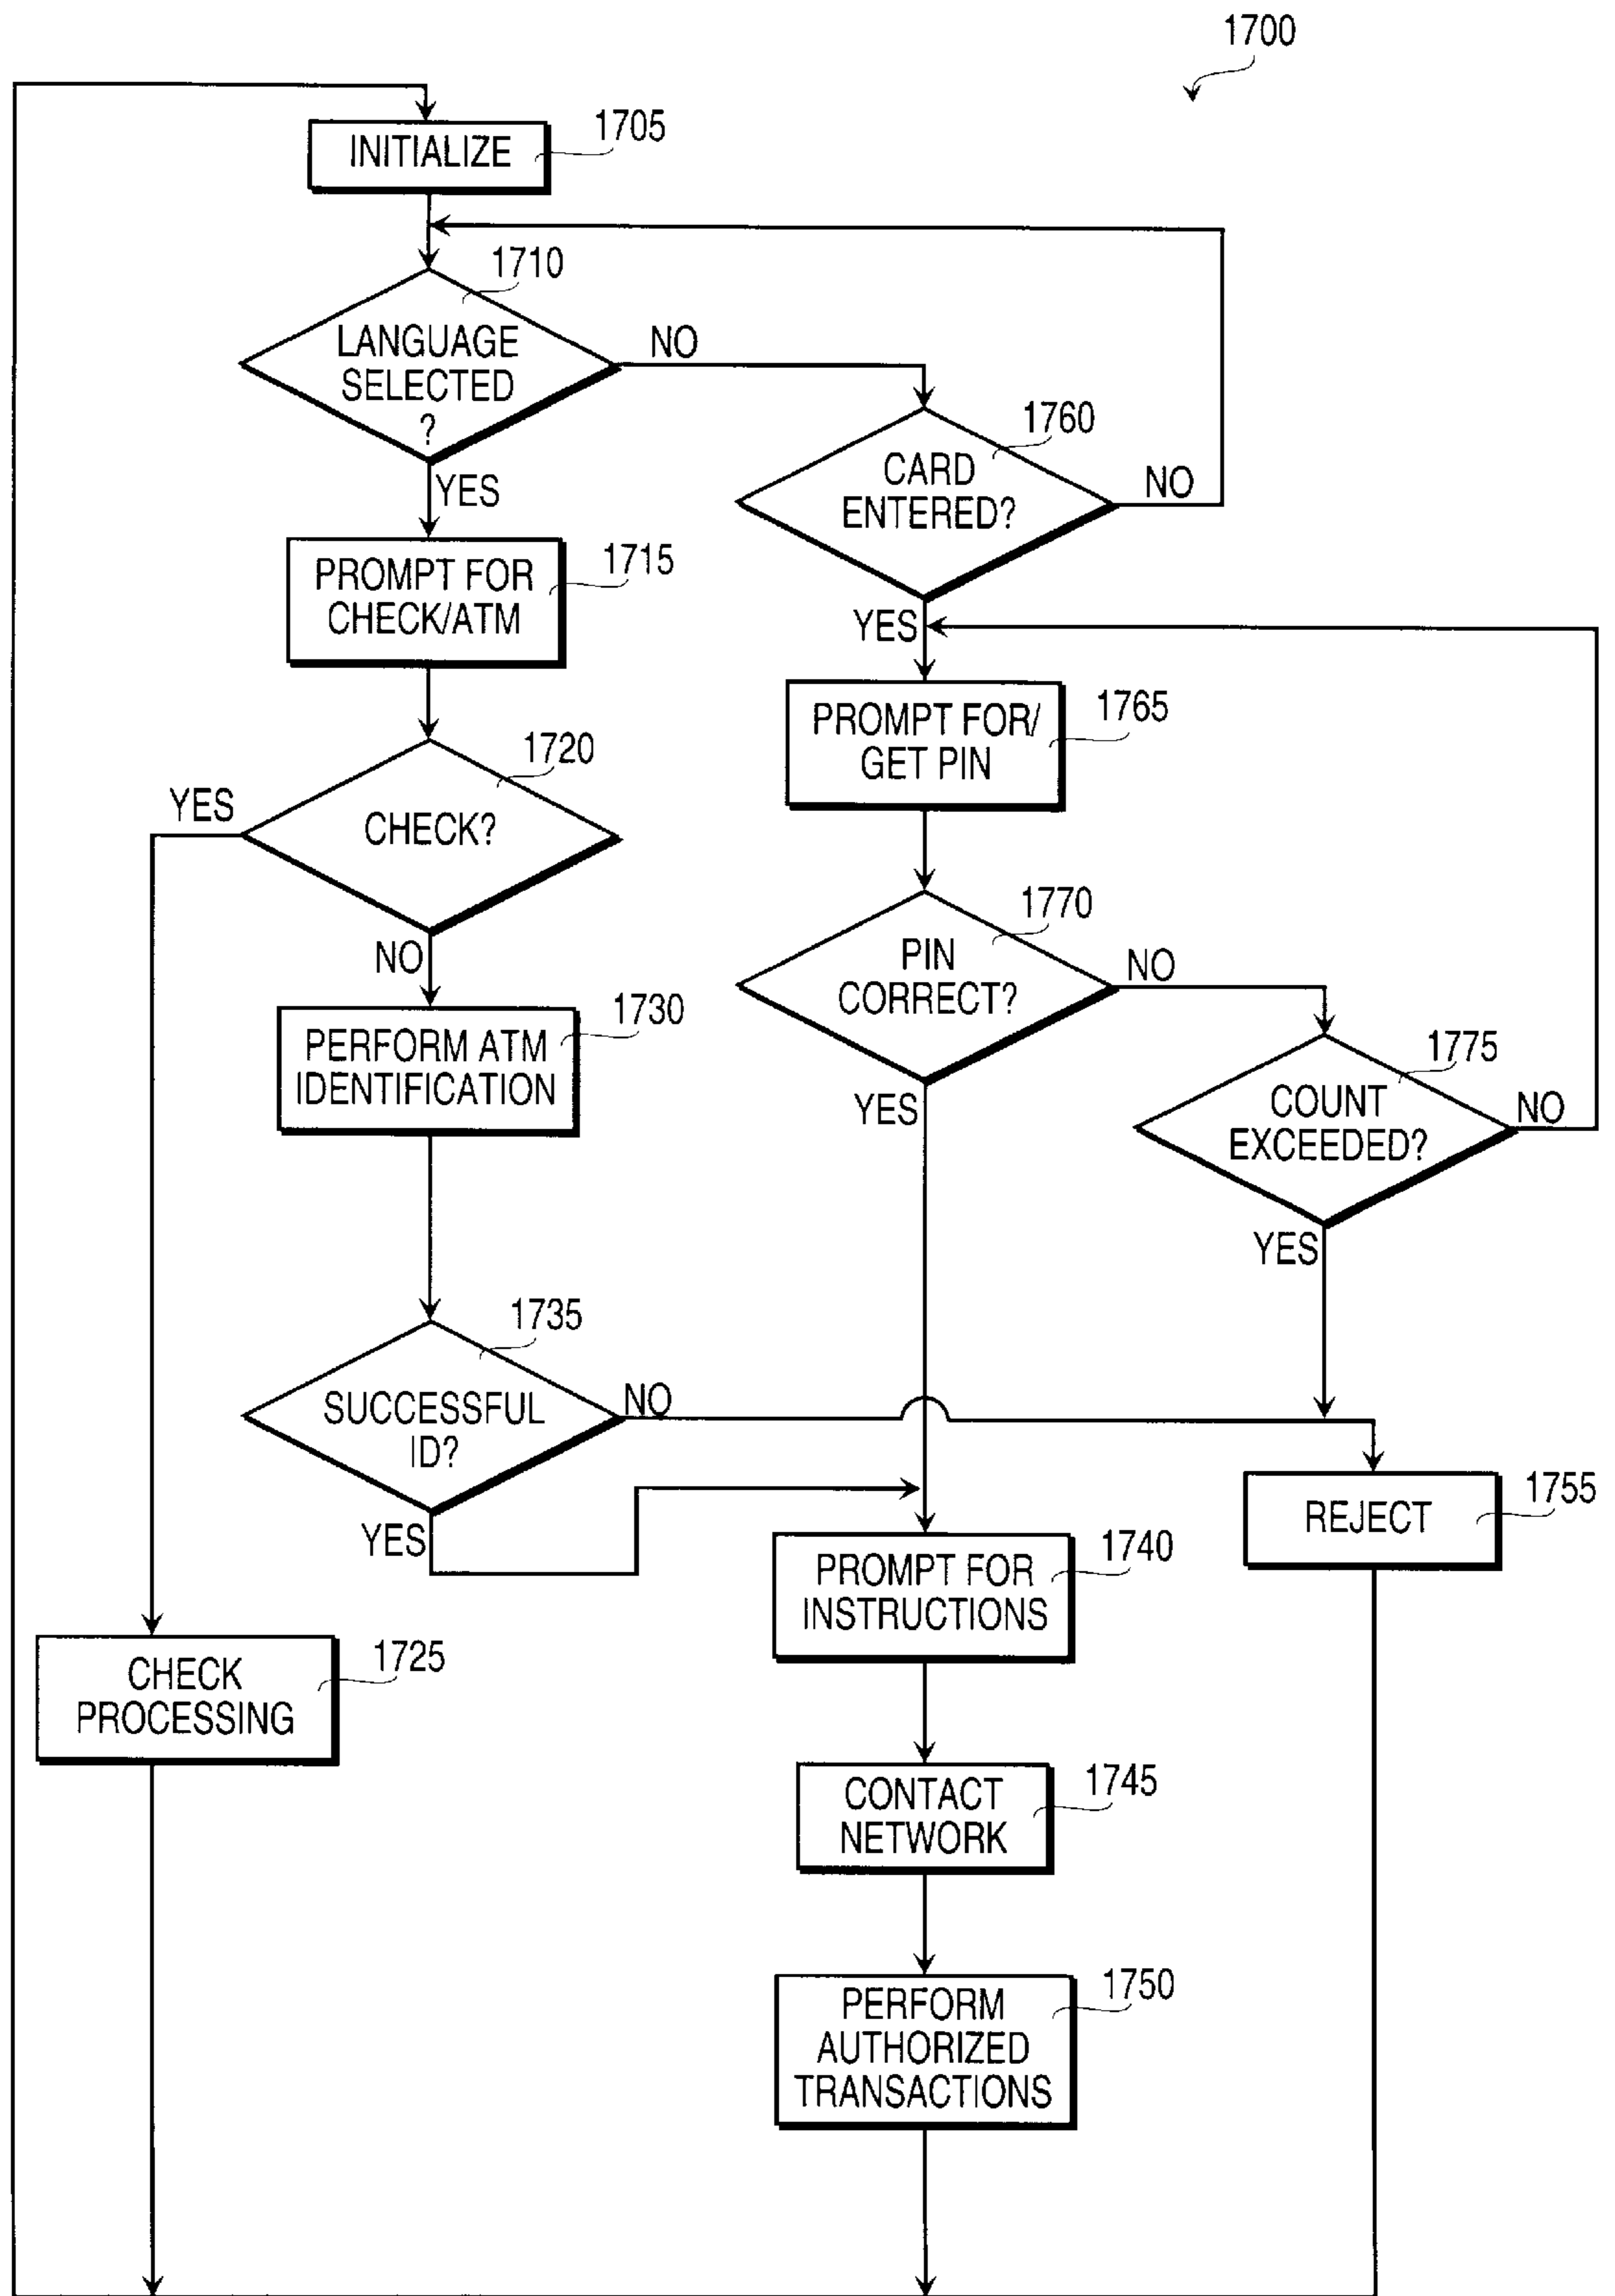 1700
INITIALIZE
1705
1710
LANGUAGE
SELECTED
?
NO
YES
1760
CARD
ENTERED?
NO
YES
1715
PROMPT FOR
CHECK/ATM
1765
PROMPT FOR/
GET PIN
1720
CHECK?
YES
NO
1770
PIN
CORRECT?
NO
YES
1730
PERFORM ATM
IDENTIFICATION
1775
COUNT
EXCEEDED?
NO
YES
1735
SUCCESSFUL
ID?
NO
YES
1755
REJECT
1740
PROMPT FOR
INSTRUCTIONS
1725
CHECK
PROCESSING
1745
CONTACT
NETWORK
1750
PERFORM
AUTHORIZED
TRANSACTIONS